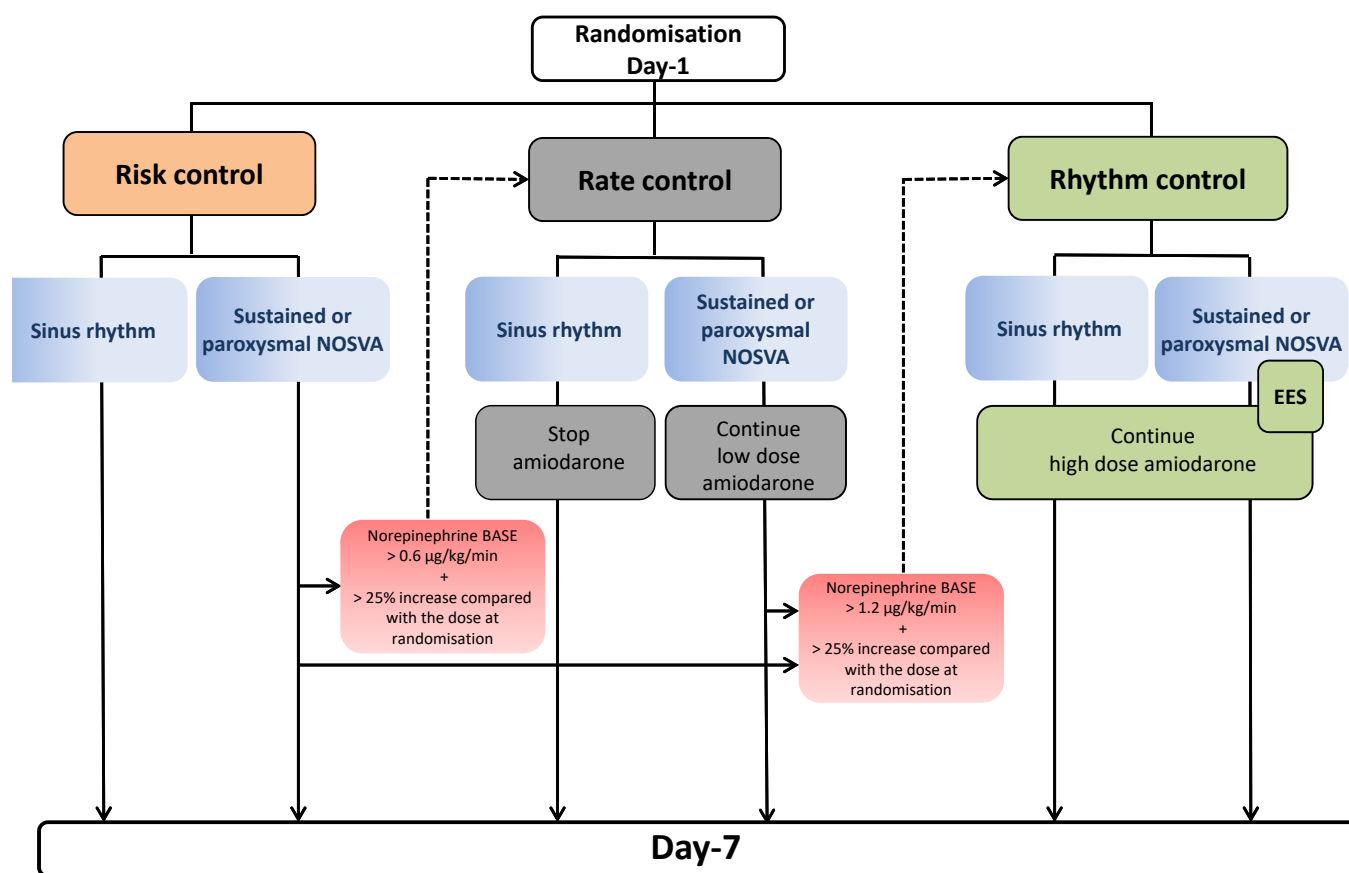 Randomisation
Day-1
Risk control
Rate control
Rhythm control
Sinus rhythm
Sustained or
paroxysmal NOSVA
Sinus rhythm
Sustained or
paroxysmal
NOSVA
Sinus rhythm
Sustained or
paroxysmal NOSVA
EES
Stop
amiodarone
Continue
low dose
amiodarone
Continue
high dose amiodarone
Norepinephrine BASE
> 0.6 µg/kg/min
+
> 25% increase compared
with the dose at
randomisation
Norepinephrine BASE
> 1.2 µg/kg/min
+
> 25% increase compared
with the dose at
randomisation
Day-7